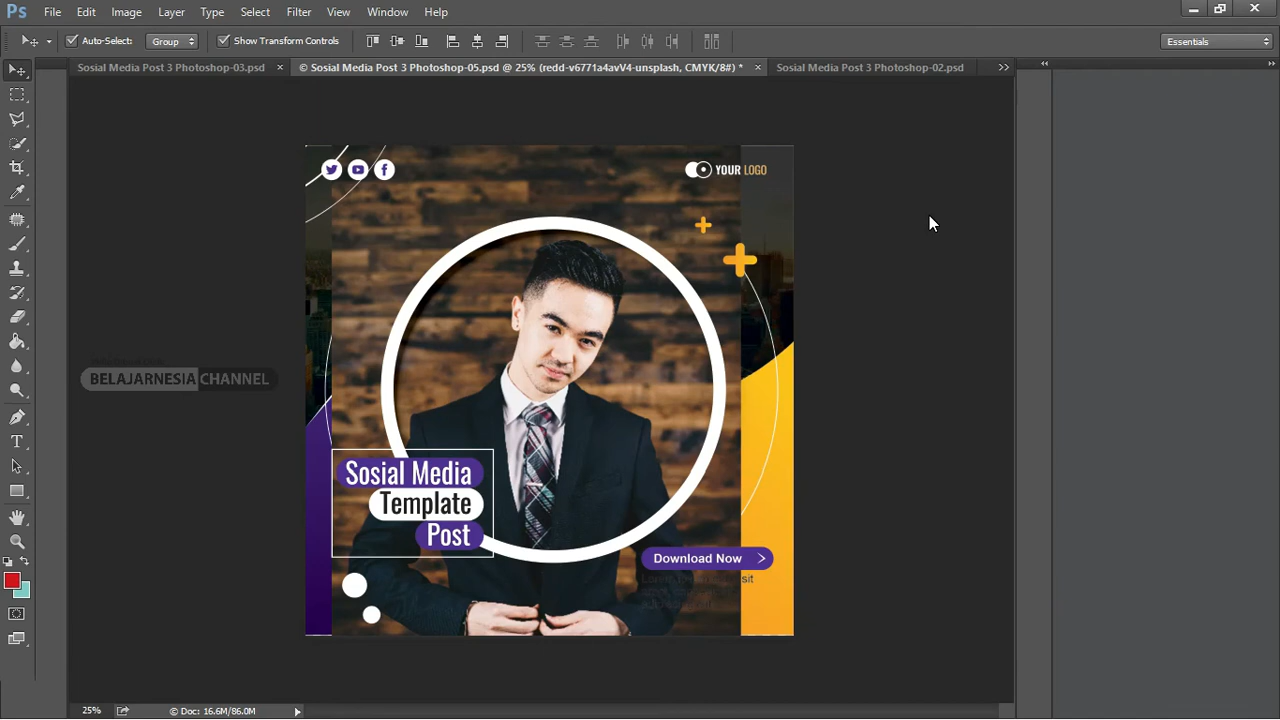 Ps File Edit Image Layer Type Select Filter View Window Help
Auto-Select: Group Show Transform Controls Essentials
Sosial Media Post 3 Photoshop-03.psd × © Sosial Media Post 3 Photoshop-05.psd @ 25% (redd-v6771a4avV4-unsplash, CMYK/8#) * × Sosial Media Post 3 Photoshop-02.psd
YOUR LOGO
BELAJARNESIA CHANNEL
Sosial Media
Template
Post
Download Now
sit
25% © Doc: 16.6M/86.0M